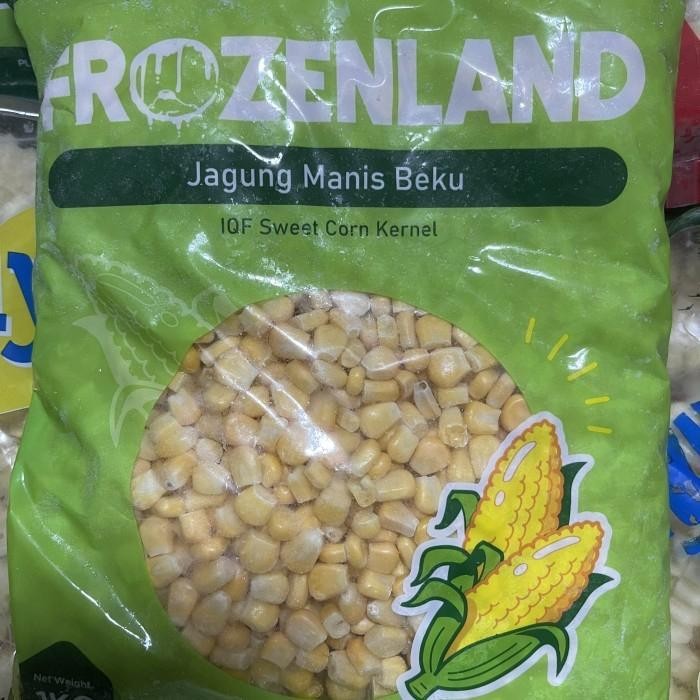 FROZENLAND
Jagung Manis Beku
IQF Sweet Corn Kernel
Net Weight.